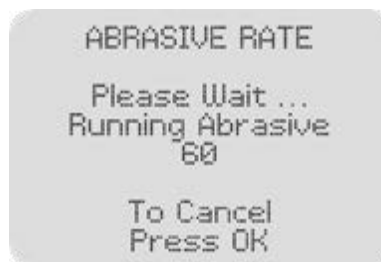 ABRASIVE RATE
Please Wait ...
Running Abrasive
60
To Cancel
Press OK